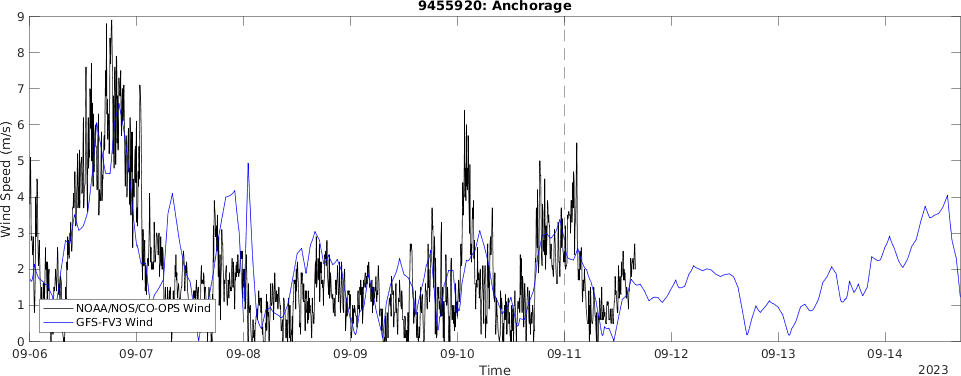 9455920: Anchorage
Wind Speed (m/s)
9
8
7
6
5
4
3
2
1
0
NOAA/NOS/CO-OPS Wind
GFS-FV3 Wind
09-06 09-07 09-08 09-09 09-10 09-11 09-12 09-13 09-14
Time
2023